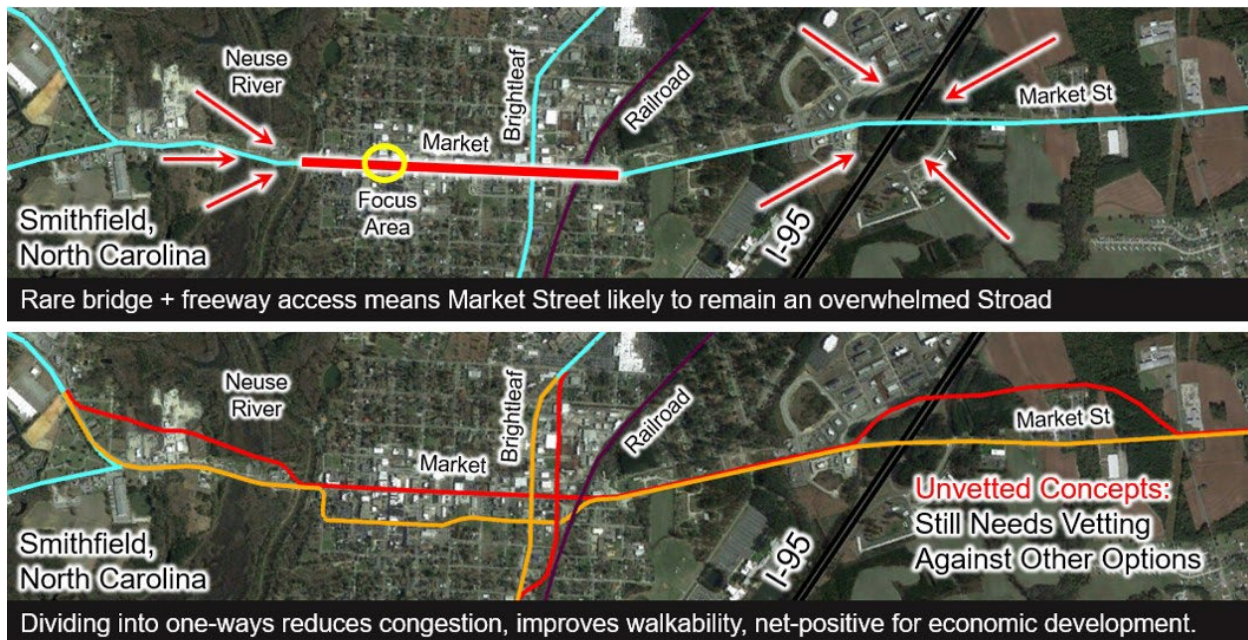 Neuse
River
Brightleaf
Railroad
Market St
Market
Focus
Area
I-95
Smithfield,
North Carolina
Rare bridge + freeway access means Market Street likely to remain an overwhelmed Stroad
Neuse
River
Brightleaf
Railroad
Market St
Market
Unvetted Concepts:
Still Needs Vetting
Against Other Options
I-95
Smithfield,
North Carolina
Dividing into one-ways reduces congestion, improves walkability, net-positive for economic development.